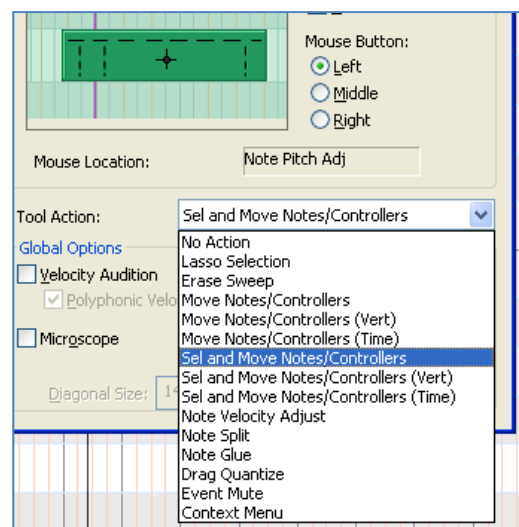 Mouse Button:
Left
Middle
Right
Mouse Location:
Note Pitch Adj
Tool Action:
Sel and Move Notes/Controllers
Global Options
No Action
Lasso Selection
Velocity Audition
Erase Sweep
Polyphonic
Move Notes/Controllers
Move Notes/Controllers (Vert)
Microscope
Move Notes/Controllers (Time)
Sel and Move Notes/Controllers
Sel and Move Notes/Controllers (Vert)
Diagonal Size:
Sel and Move Notes/Controllers (Time)
Note Velocity Adjust
Note Split
Note Glue
Drag Quantize
Event Mute
Context Menu